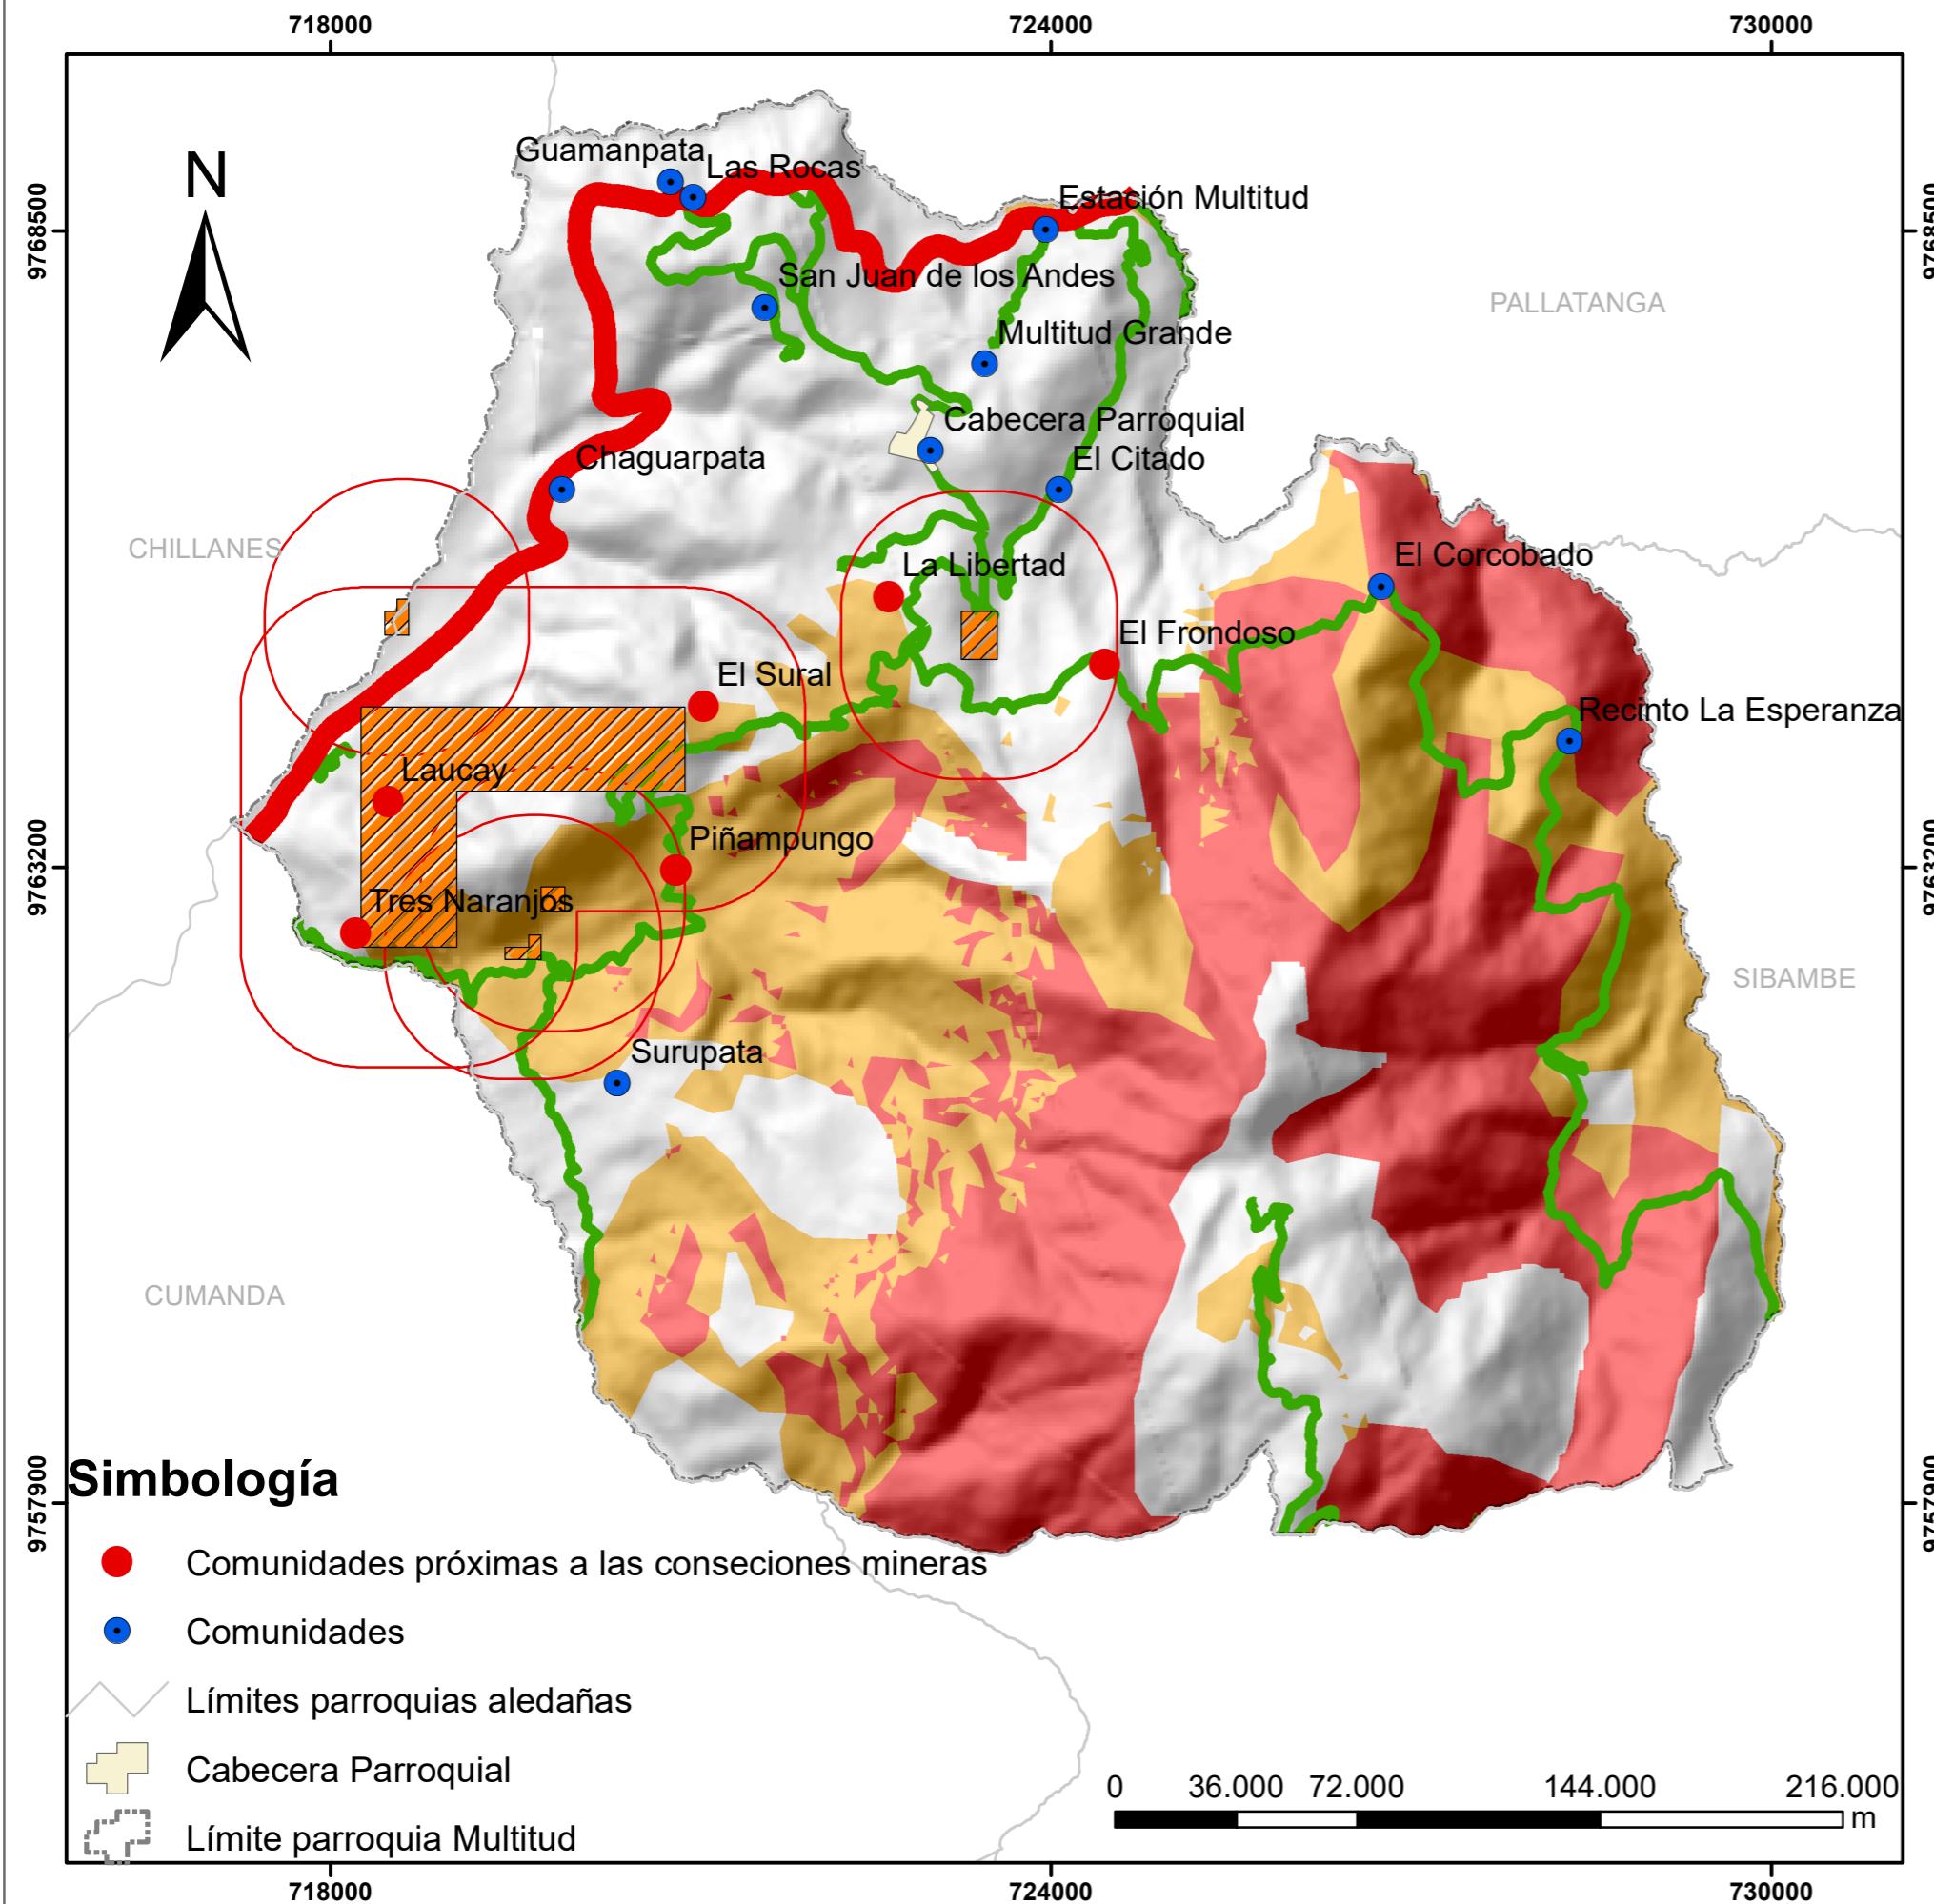 718000
724000
730000
N
Guamanpata
Las Rocas
Estación Multitud
9768500
9768500
San Juan de los Andes
PALLATANGA
Multitud Grande
Cabecera Parroquial
Chaguarpata
El Citado
CHILLANES
La Libertad
El Corcobado
El Frondoso
El Sural
Recinto La Esperanza
Laucay
Piñampungo
9763200
9763200
Tres Naranjos
SIBAMBE
Surupata
CUMANDA
9757900
9757900
Simbología
Comunidades próximas a las conseciones mineras
Comunidades
Límites parroquias aledañas
Cabecera Parroquial
Límite parroquia Multitud
0 36.000 72.000 144.000 216.000
m
718000
724000
730000